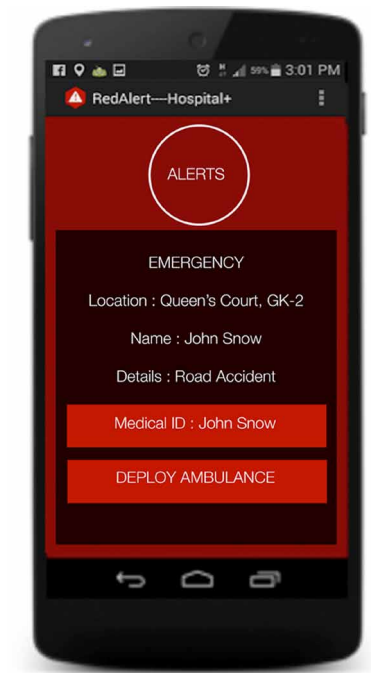 59% 3:01 PM
RedAlert----Hospital+
ALERTS
EMERGENCY
Location : Queen's Court, GK-2
Name : John Snow
Details : Road Accident
Medical ID : John Snow
DEPLOY AMBULANCE